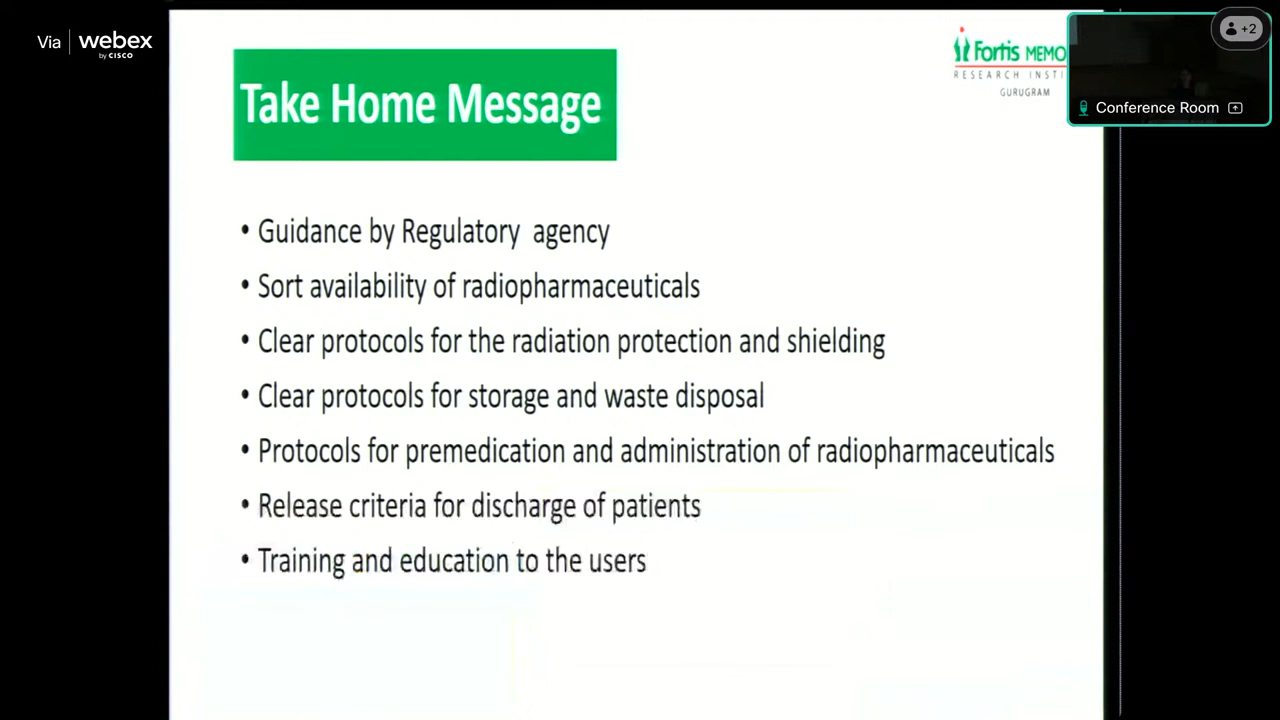 Via webex
by CISCO
Take Home Message
Fortis MEMO
RESEARCH INSTI
GURUGRAM
+2
Conference Room
• Guidance by Regulatory agency
• Sort availability of radiopharmaceuticals
• Clear protocols for the radiation protection and shielding
• Clear protocols for storage and waste disposal
• Protocols for premedication and administration of radiopharmaceuticals
• Release criteria for discharge of patients
• Training and education to the users